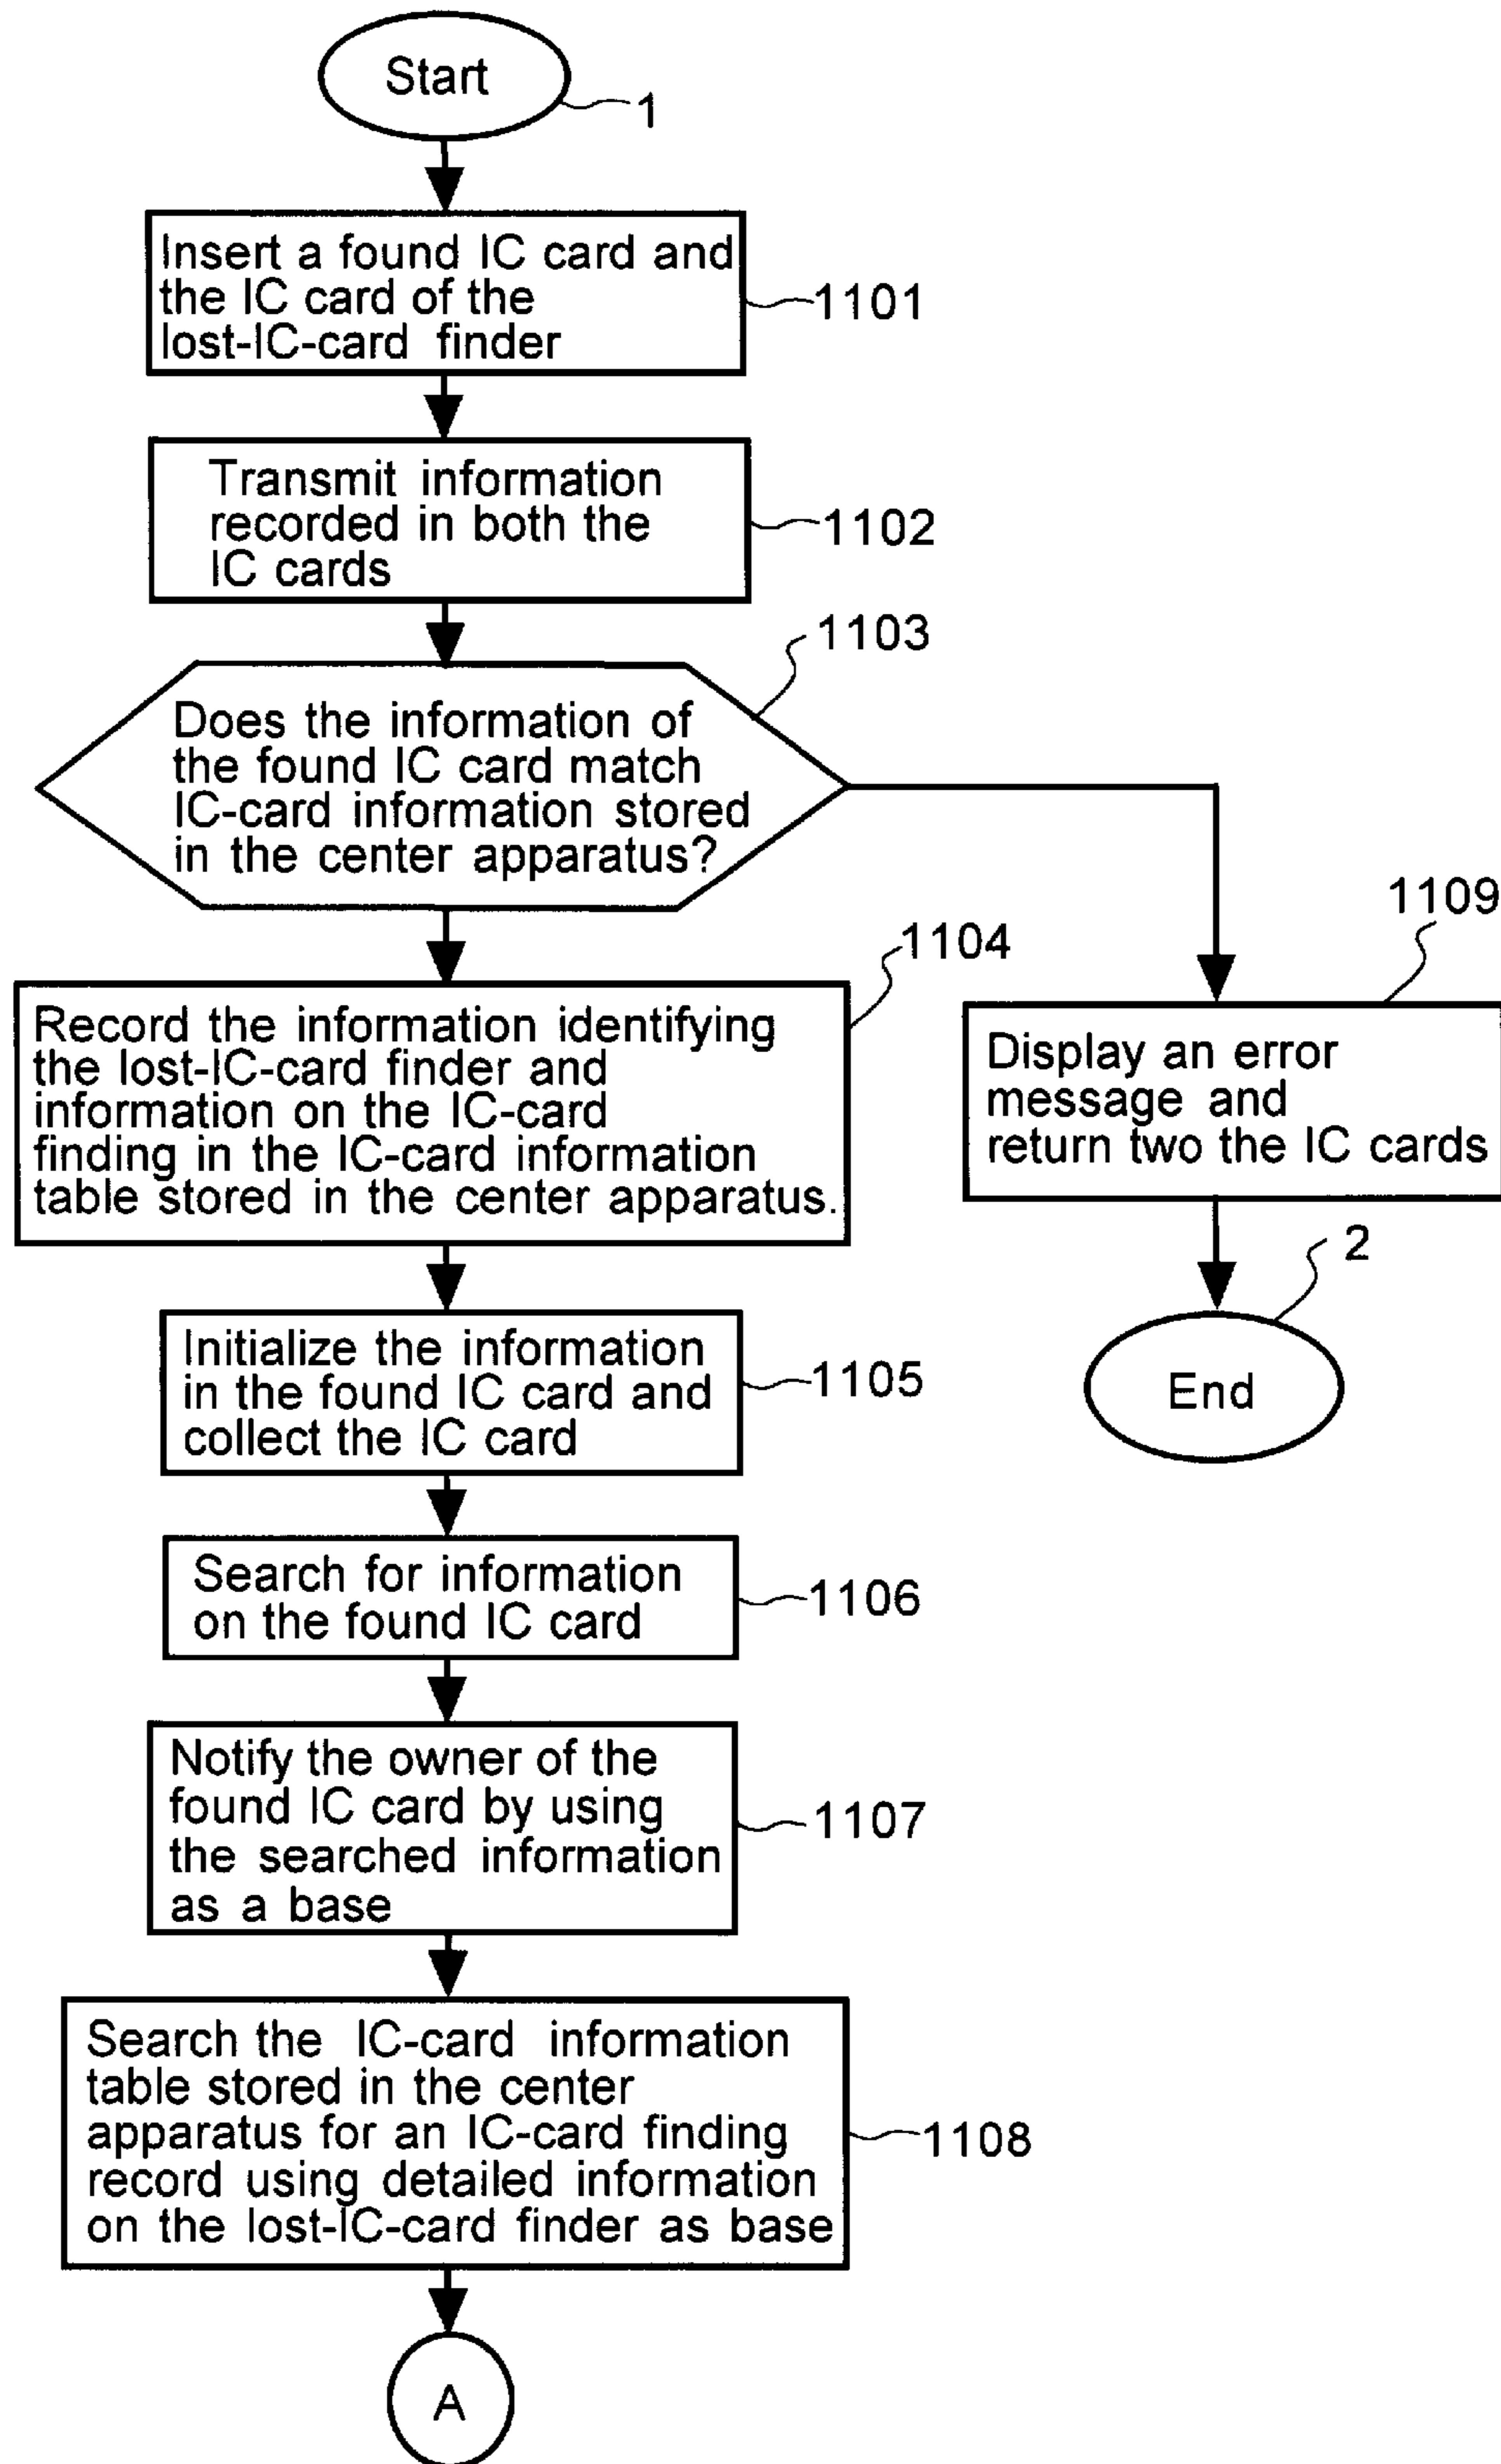 Start
1
Insert a found IC card and
the IC card of the
lost-IC-card finder
1101
Transmit information
recorded in both the
IC cards
1102
1103
Does the information of
the found IC card match
IC-card information stored
in the center apparatus?
1104
Record the information identifying
the lost-IC-card finder and
information on the IC-card
finding in the IC-card information
table stored in the center apparatus.
1109
Display an error
message and
return two the IC cards
2
End
Initialize the information
in the found IC card and
collect the IC card
1105
Search for information
on the found IC card
1106
Notify the owner of the
found IC card by using
the searched information
as a base
1107
Search the IC-card information
table stored in the center
apparatus for an IC-card finding
record using detailed information
on the lost-IC-card finder as base
1108
A